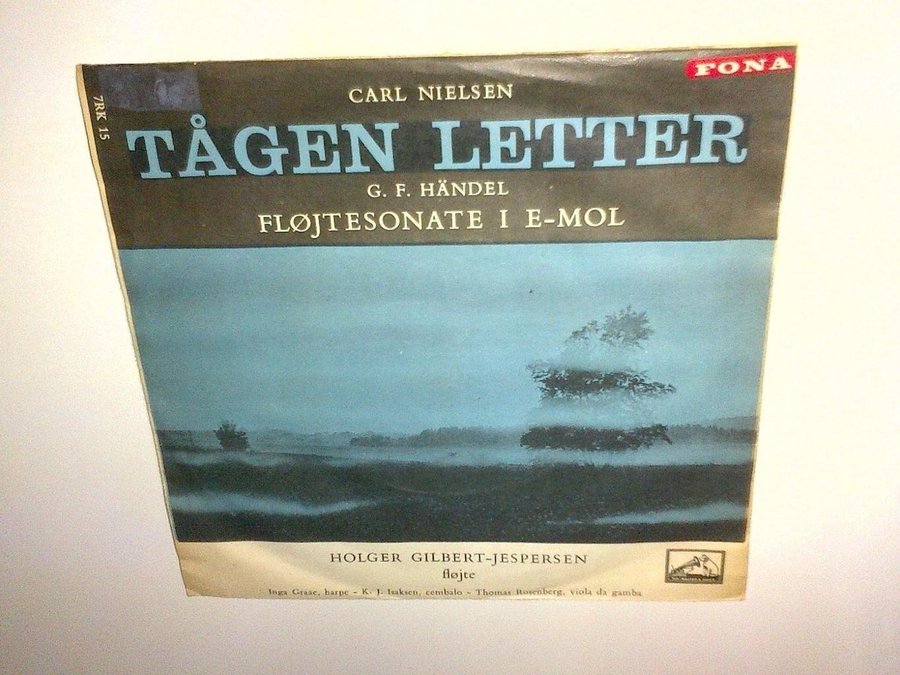 FONA
7RK 15
CARL NIELSEN
TÅGEN LETTER
G. F. HÄNDEL
FLØJTESONATE I E-MOL
HOLGER GILBERT-JESPERSEN
fløjte
Inga Graae, harpe - K. J. Isaksen, cembalo - Thomas Rosenberg, viola da gamba